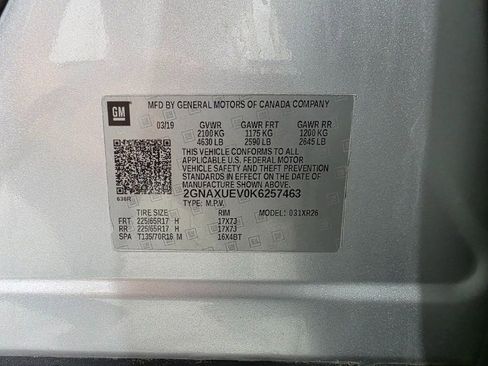 GM
MFD BY GENERAL MOTORS OF CANADA COMPANY
03/19 GVWR GAWR FRT GAWR RR
2100 KG 1175 KG 1200 KG
4630 LB 2590 LB 2645 LB
THIS VEHICLE CONFORMS TO ALL
APPLICABLE U.S. FEDERAL MOTOR
VEHICLE SAFETY AND THEFT PREVENTION
STANDARDS IN EFFECT ON THE DATE
OF MANUFACTURE SHOWN ABOVE.
636R
2GNAXUEV0K6257463
TYPE: M.P.V. MODEL: 031XR26
TIRE SIZE RIM
FRT 225/65R17 H 17X7J
RR 225/65R17 H 17X7J
SPA T135/70R16 M 16X4BT